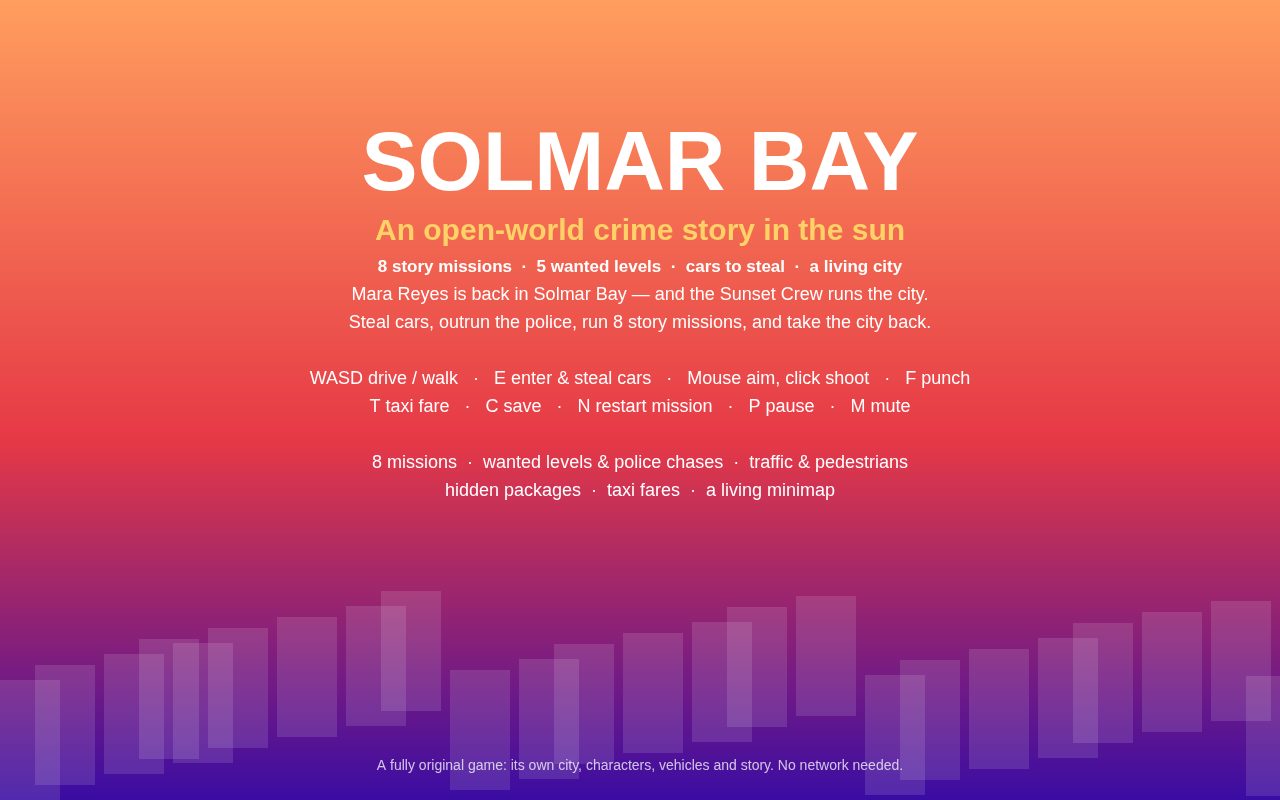 SOLMAR BAY
An open-world crime story in the sun
8 story missions · 5 wanted levels · cars to steal · a living city
Mara Reyes is back in Solmar Bay — and the Sunset Crew runs the city.
Steal cars, outrun the police, run 8 story missions, and take the city back.
WASD drive / walk · E enter & steal cars · Mouse aim, click shoot · F punch
T taxi fare · C save · N restart mission · P pause · M mute
8 missions · wanted levels & police chases · traffic & pedestrians
hidden packages · taxi fares · a living minimap
A fully original game: its own city, characters, vehicles and story. No network needed.